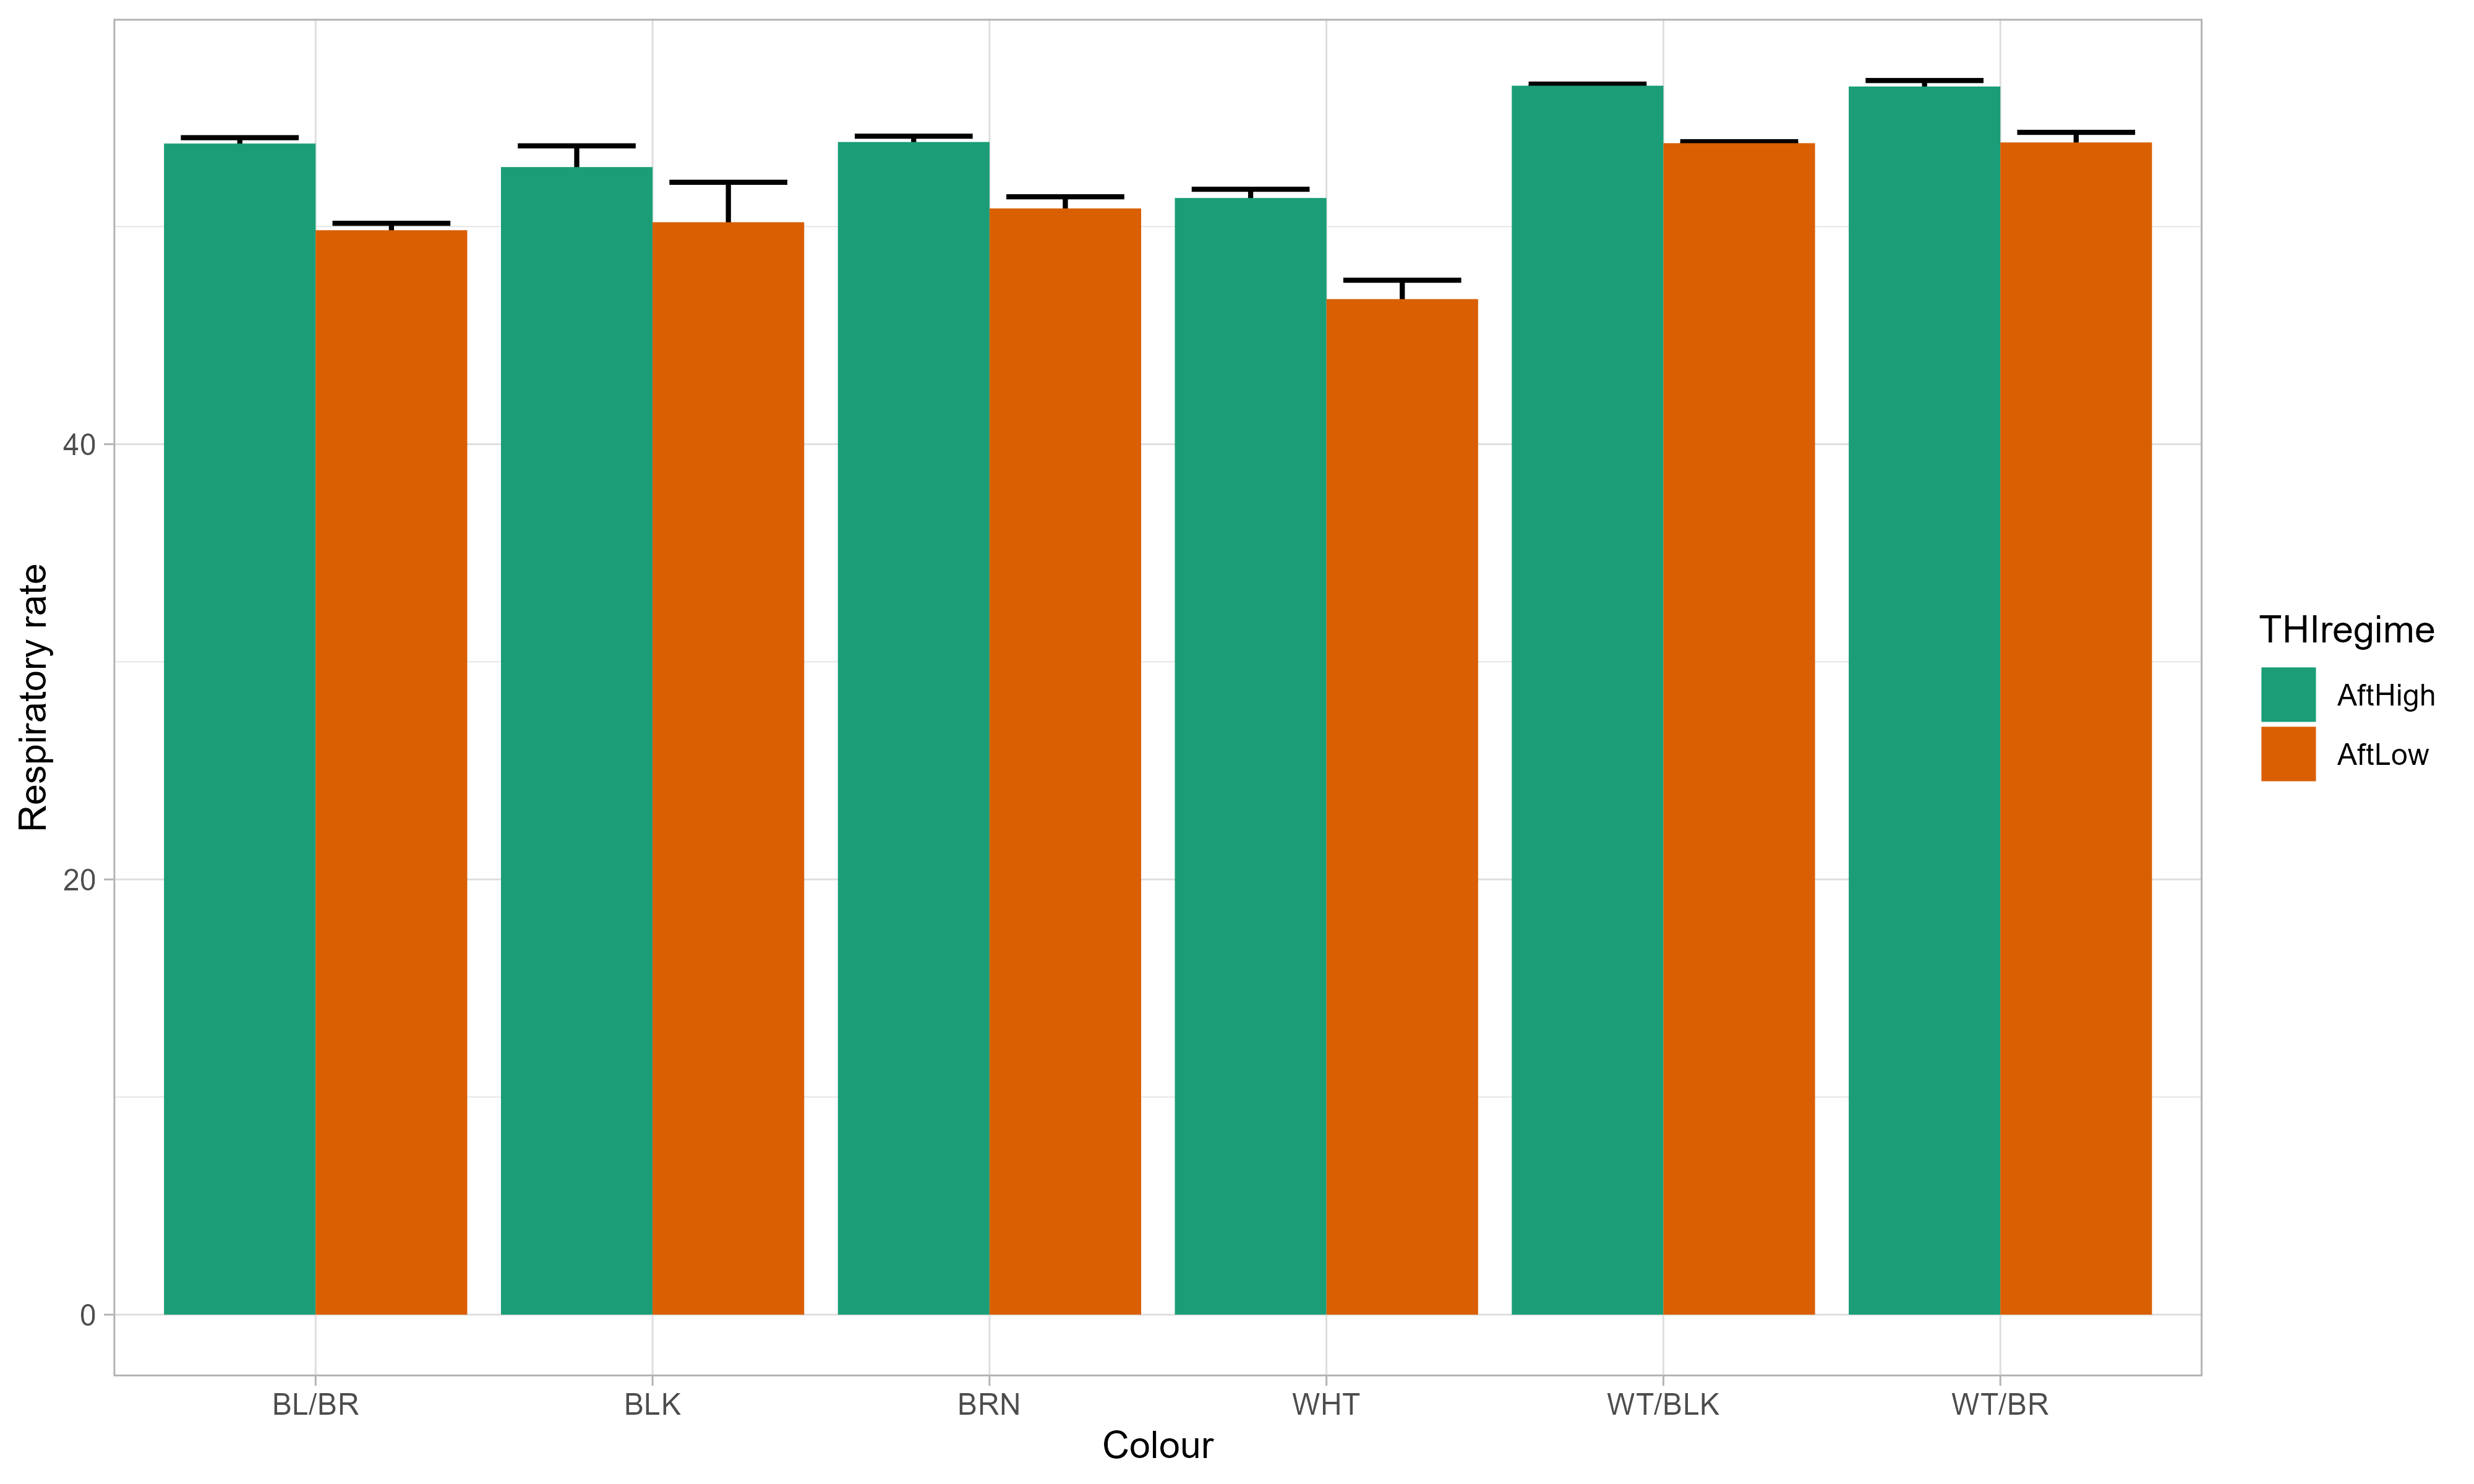 Respiratory rate
40
20
0
BL/BR BLK BRN WHT WT/BLK WT/BR
Colour
THIregime
AftHigh
AftLow